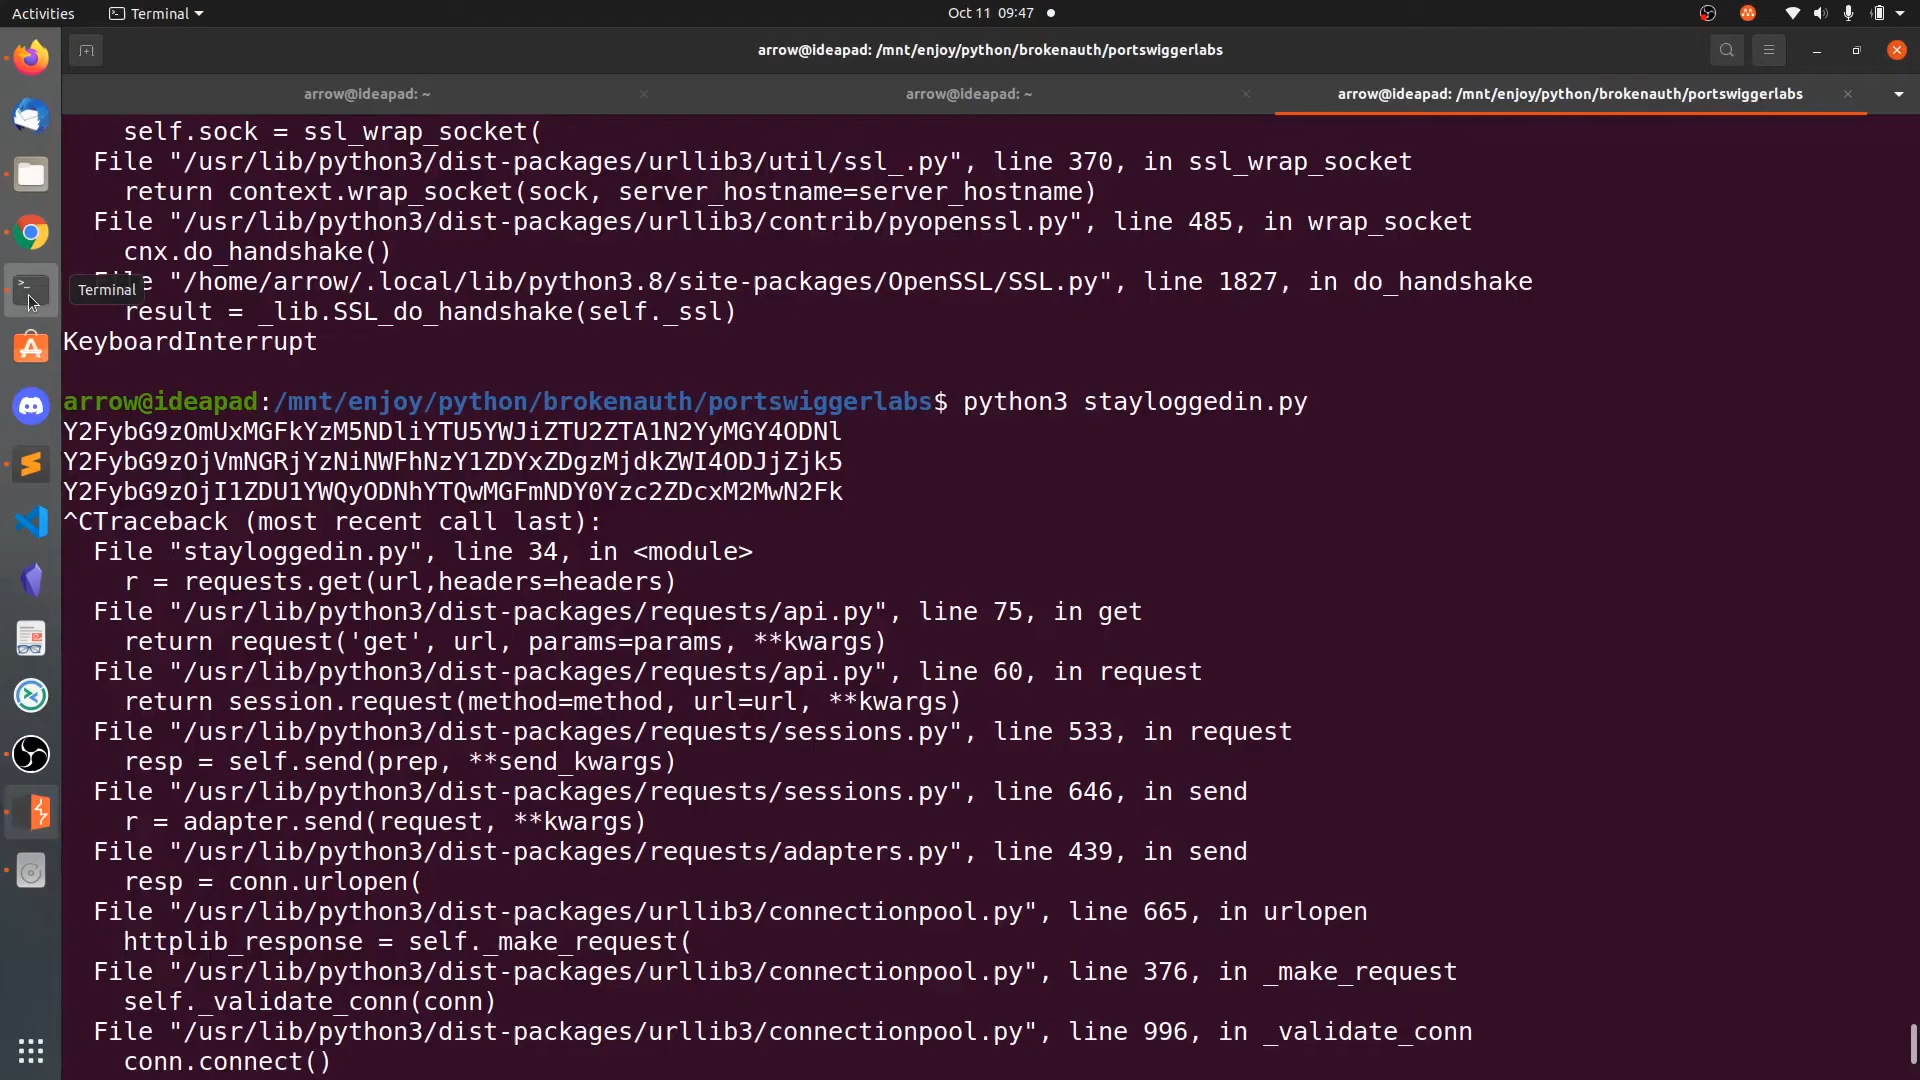 Activities
Terminal
Oct 11 09:47
arrow@ideapad: /mnt/enjoy/python/brokenauth/portswiggerlabs
arrow@ideapad: ~
arrow@ideapad: ~
arrow@ideapad: /mnt/enjoy/python/brokenauth/portswiggerlabs
self.sock = ssl_wrap_socket(
File "/usr/lib/python3/dist-packages/urllib3/util/ssl_.py", line 370, in ssl_wrap_socket
return context.wrap_socket(sock, server_hostname=server_hostname)
File "/usr/lib/python3/dist-packages/urllib3/contrib/pyopenssl.py", line 485, in wrap_socket
cnx.do_handshake()
File "/home/arrow/.local/lib/python3.8/site-packages/OpenSSL/SSL.py", line 1827, in do_handshake
Terminal
result = _lib.SSL_do_handshake(self._ssl)
KeyboardInterrupt
arrow@ideapad:/mnt/enjoy/python/brokenauth/portswiggerlabs$ python3 stayloggedin.py
Y2FybG9zOmUxMGFkYzM5NDliYTU5YWJiZTU2ZTA1N2YyMGY4ODNl
Y2FybG9zOjVmNGRjYzNiNWFhNzY1ZDYxZDgzMjdkZWI4ODJjZjk5
Y2FybG9zOjI1ZDU1YWQyODNhYTQwMGFmNDY0Yzc2ZDcxM2MwN2Fk
^CTraceback (most recent call last):
File "stayloggedin.py", line 34, in <module>
r = requests.get(url,headers=headers)
File "/usr/lib/python3/dist-packages/requests/api.py", line 75, in get
return request('get', url, params=params, **kwargs)
File "/usr/lib/python3/dist-packages/requests/api.py", line 60, in request
return session.request(method=method, url=url, **kwargs)
File "/usr/lib/python3/dist-packages/requests/sessions.py", line 533, in request
resp = self.send(prep, **send_kwargs)
File "/usr/lib/python3/dist-packages/requests/sessions.py", line 646, in send
r = adapter.send(request, **kwargs)
File "/usr/lib/python3/dist-packages/requests/adapters.py", line 439, in send
resp = conn.urlopen(
File "/usr/lib/python3/dist-packages/urllib3/connectionpool.py", line 665, in urlopen
httplib_response = self._make_request(
File "/usr/lib/python3/dist-packages/urllib3/connectionpool.py", line 376, in _make_request
self._validate_conn(conn)
File "/usr/lib/python3/dist-packages/urllib3/connectionpool.py", line 996, in _validate_conn
conn.connect()